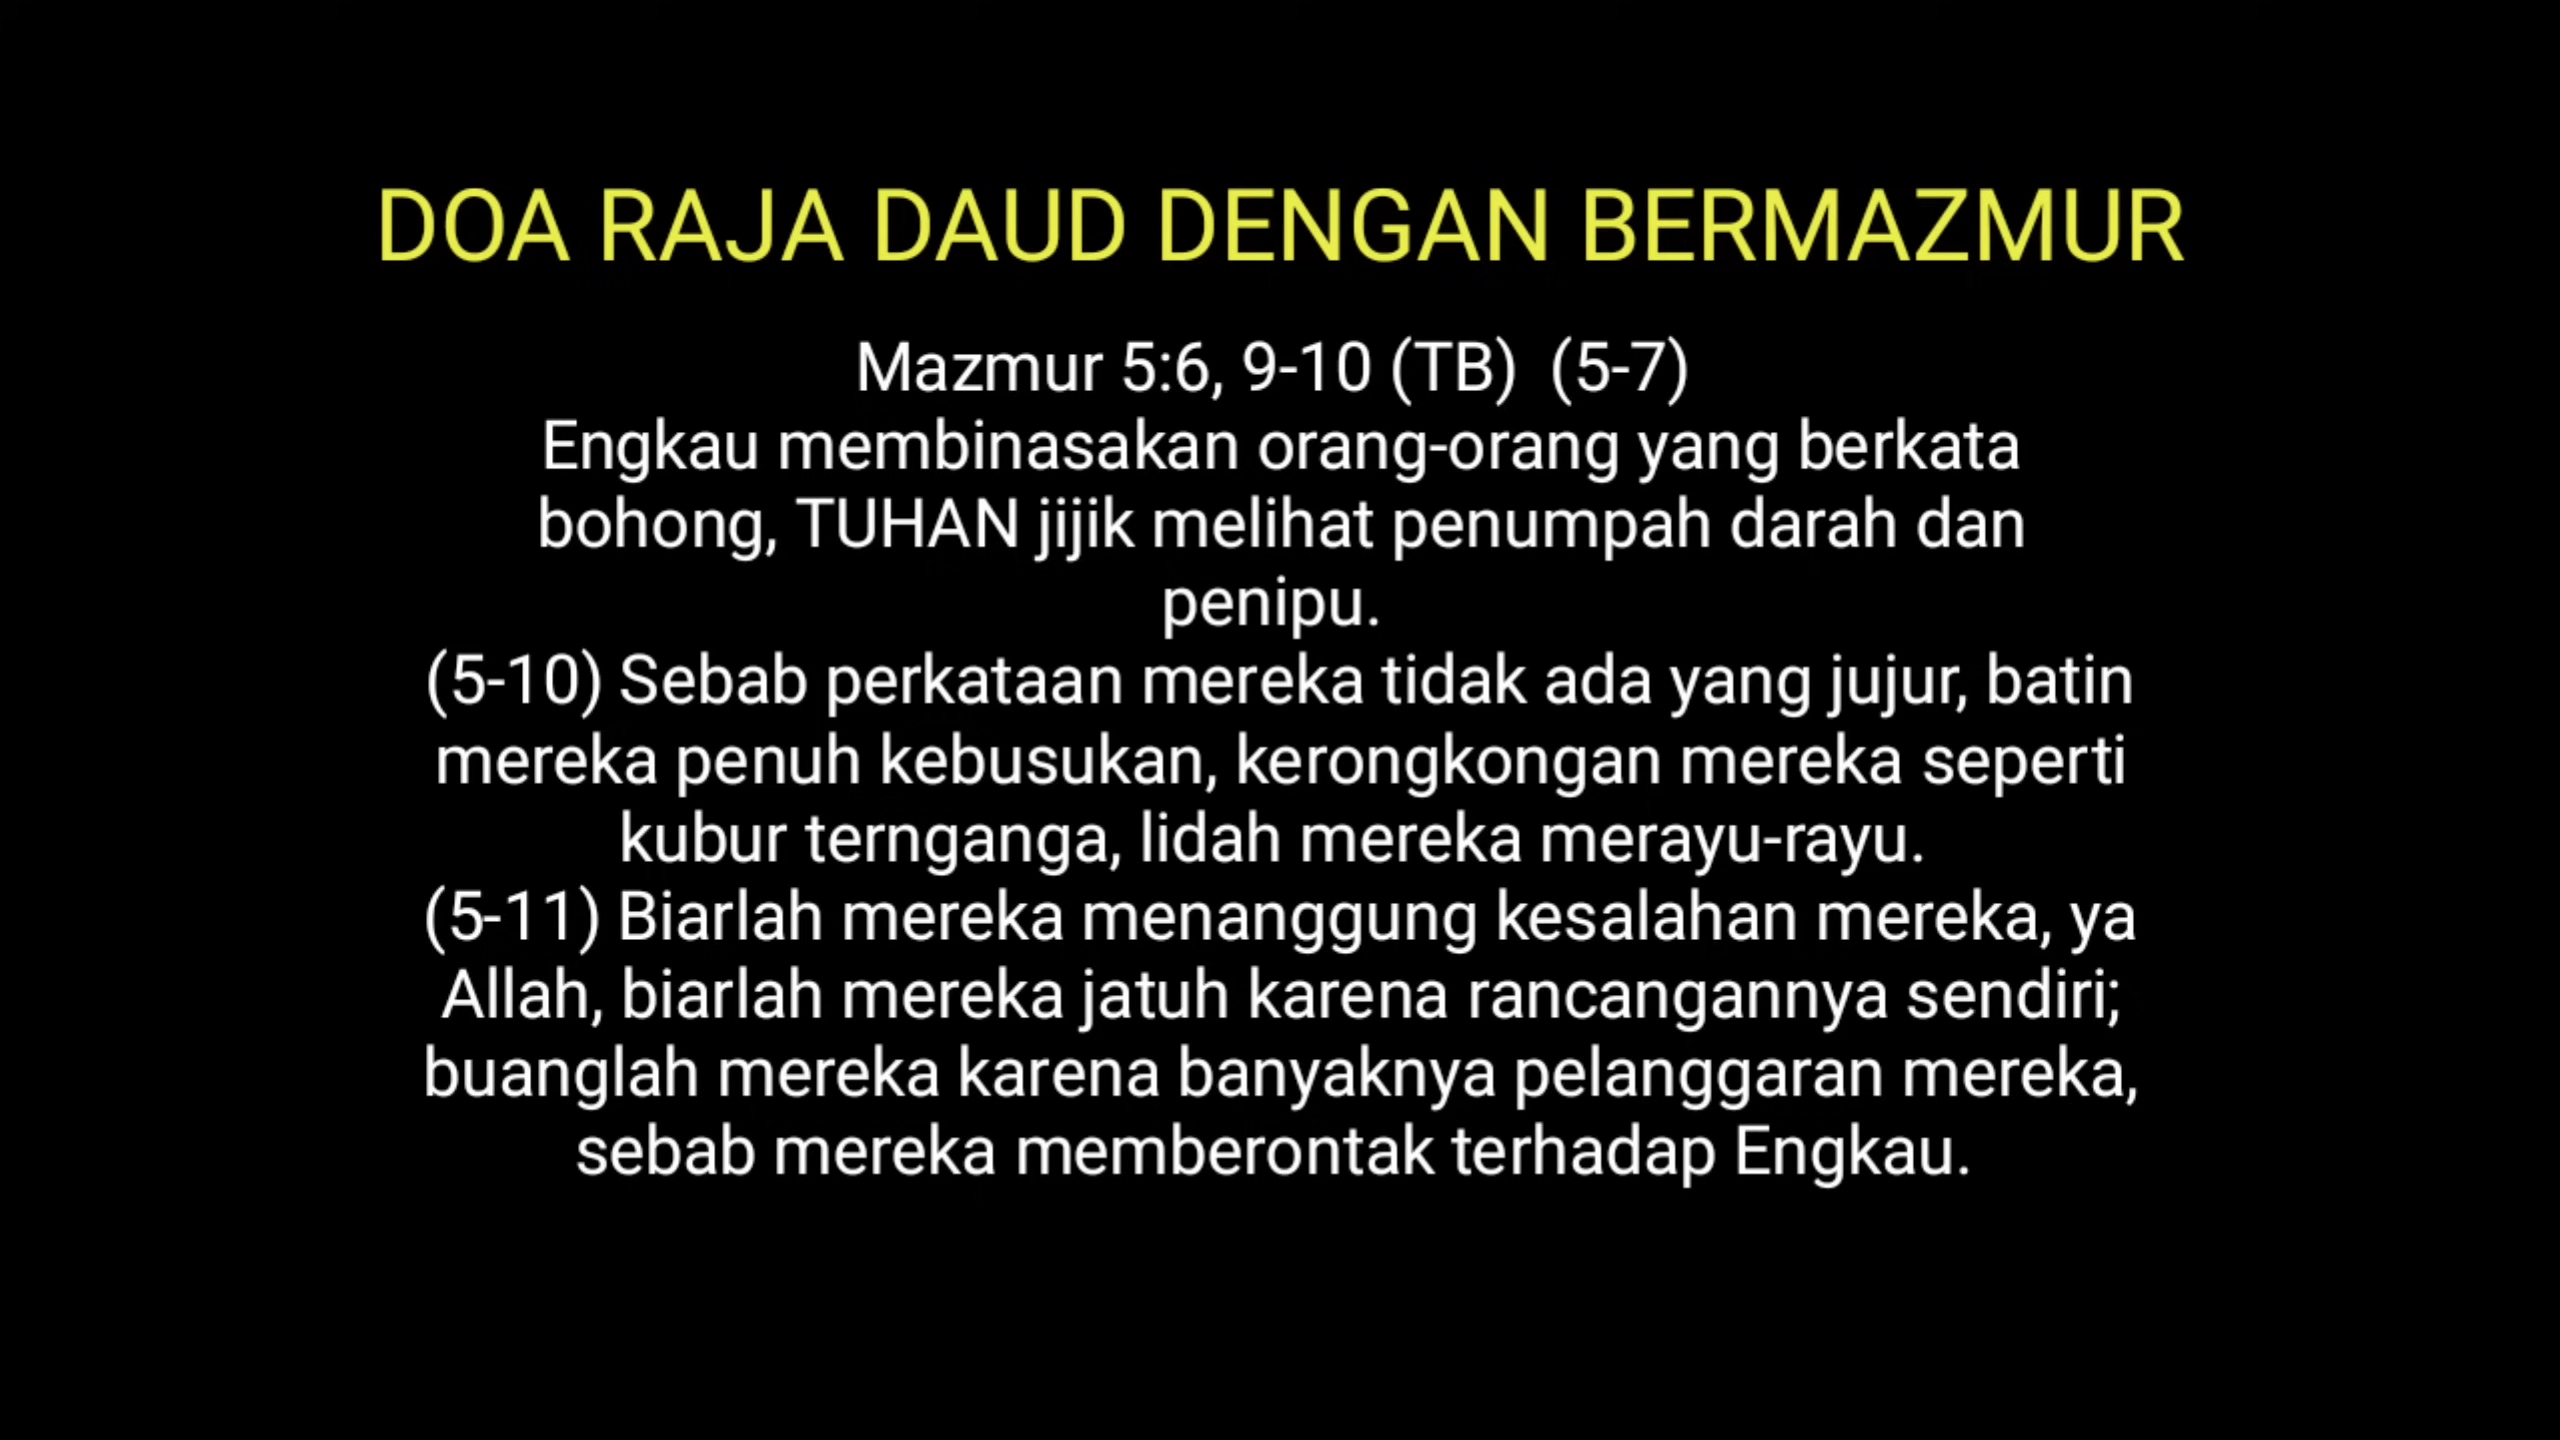 DOA RAJA DAUD DENGAN BERMAZMUR
Mazmur 5:6, 9-10 (TB)  (5-7)
Engkau membinasakan orang-orang yang berkata
bohong, TUHAN jijik melihat penumpah darah dan
penipu.
(5-10) Sebab perkataan mereka tidak ada yang jujur, batin
mereka penuh kebusukan, kerongkongan mereka seperti
kubur ternganga, lidah mereka merayu-rayu.
(5-11) Biarlah mereka menanggung kesalahan mereka, ya
Allah, biarlah mereka jatuh karena rancangannya sendiri;
buanglah mereka karena banyaknya pelanggaran mereka,
sebab mereka memberontak terhadap Engkau.